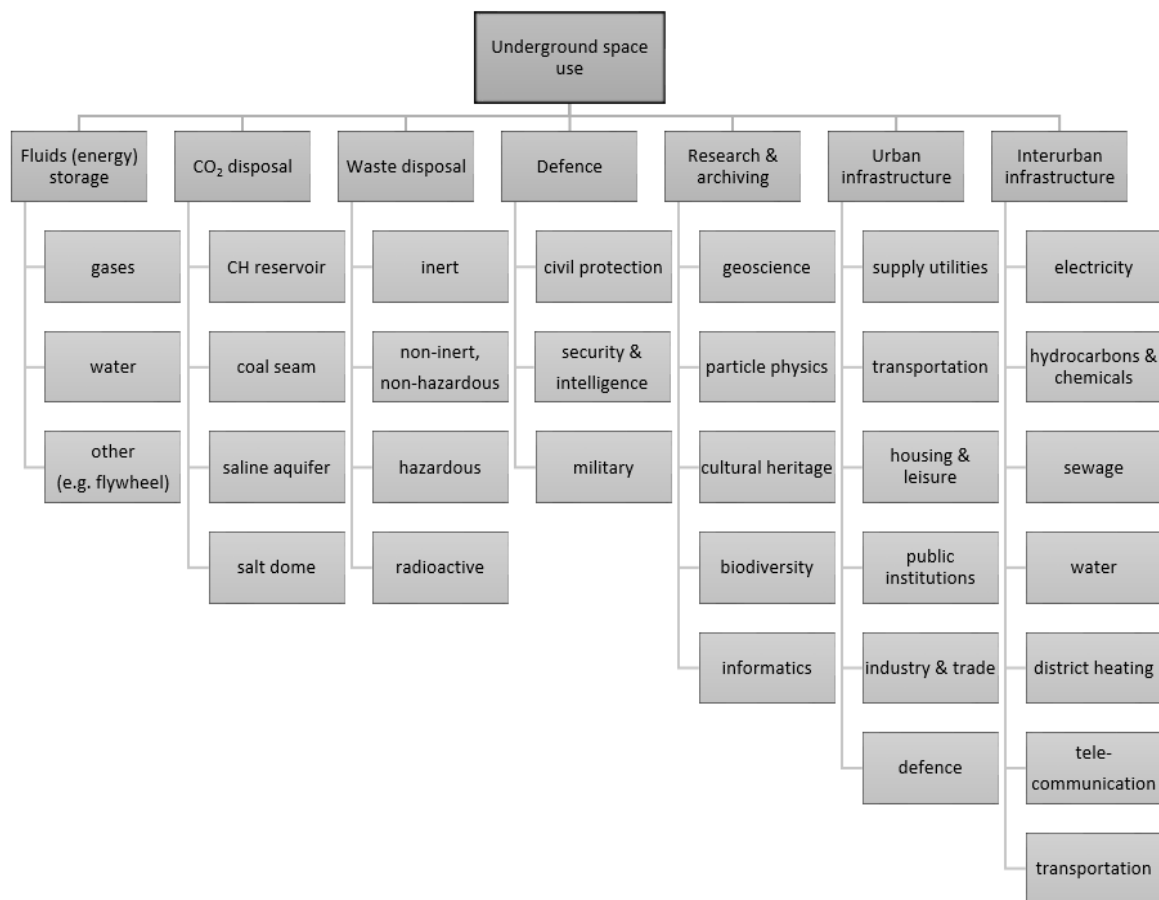 Underground space
use
Fluids (energy)
storage
CO₂ disposal
Waste disposal
Defence
Research &
archiving
Urban
infrastructure
Interurban
infrastructure
gases
water
other
(e.g. flywheel)
CH reservoir
coal seam
saline aquifer
salt dome
inert
non-inert,
non-hazardous
hazardous
radioactive
civil protection
security &
intelligence
military
geoscience
particle physics
cultural heritage
biodiversity
informatics
supply utilities
transportation
housing &
leisure
public
institutions
industry & trade
defence
electricity
hydrocarbons &
chemicals
sewage
water
district heating
tele-
communication
transportation